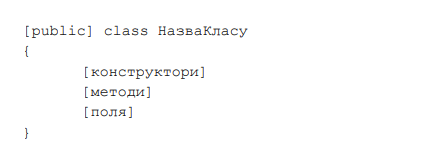 [public] class НазваКласу
{
[конструктори]
[методи]
[поля]
}